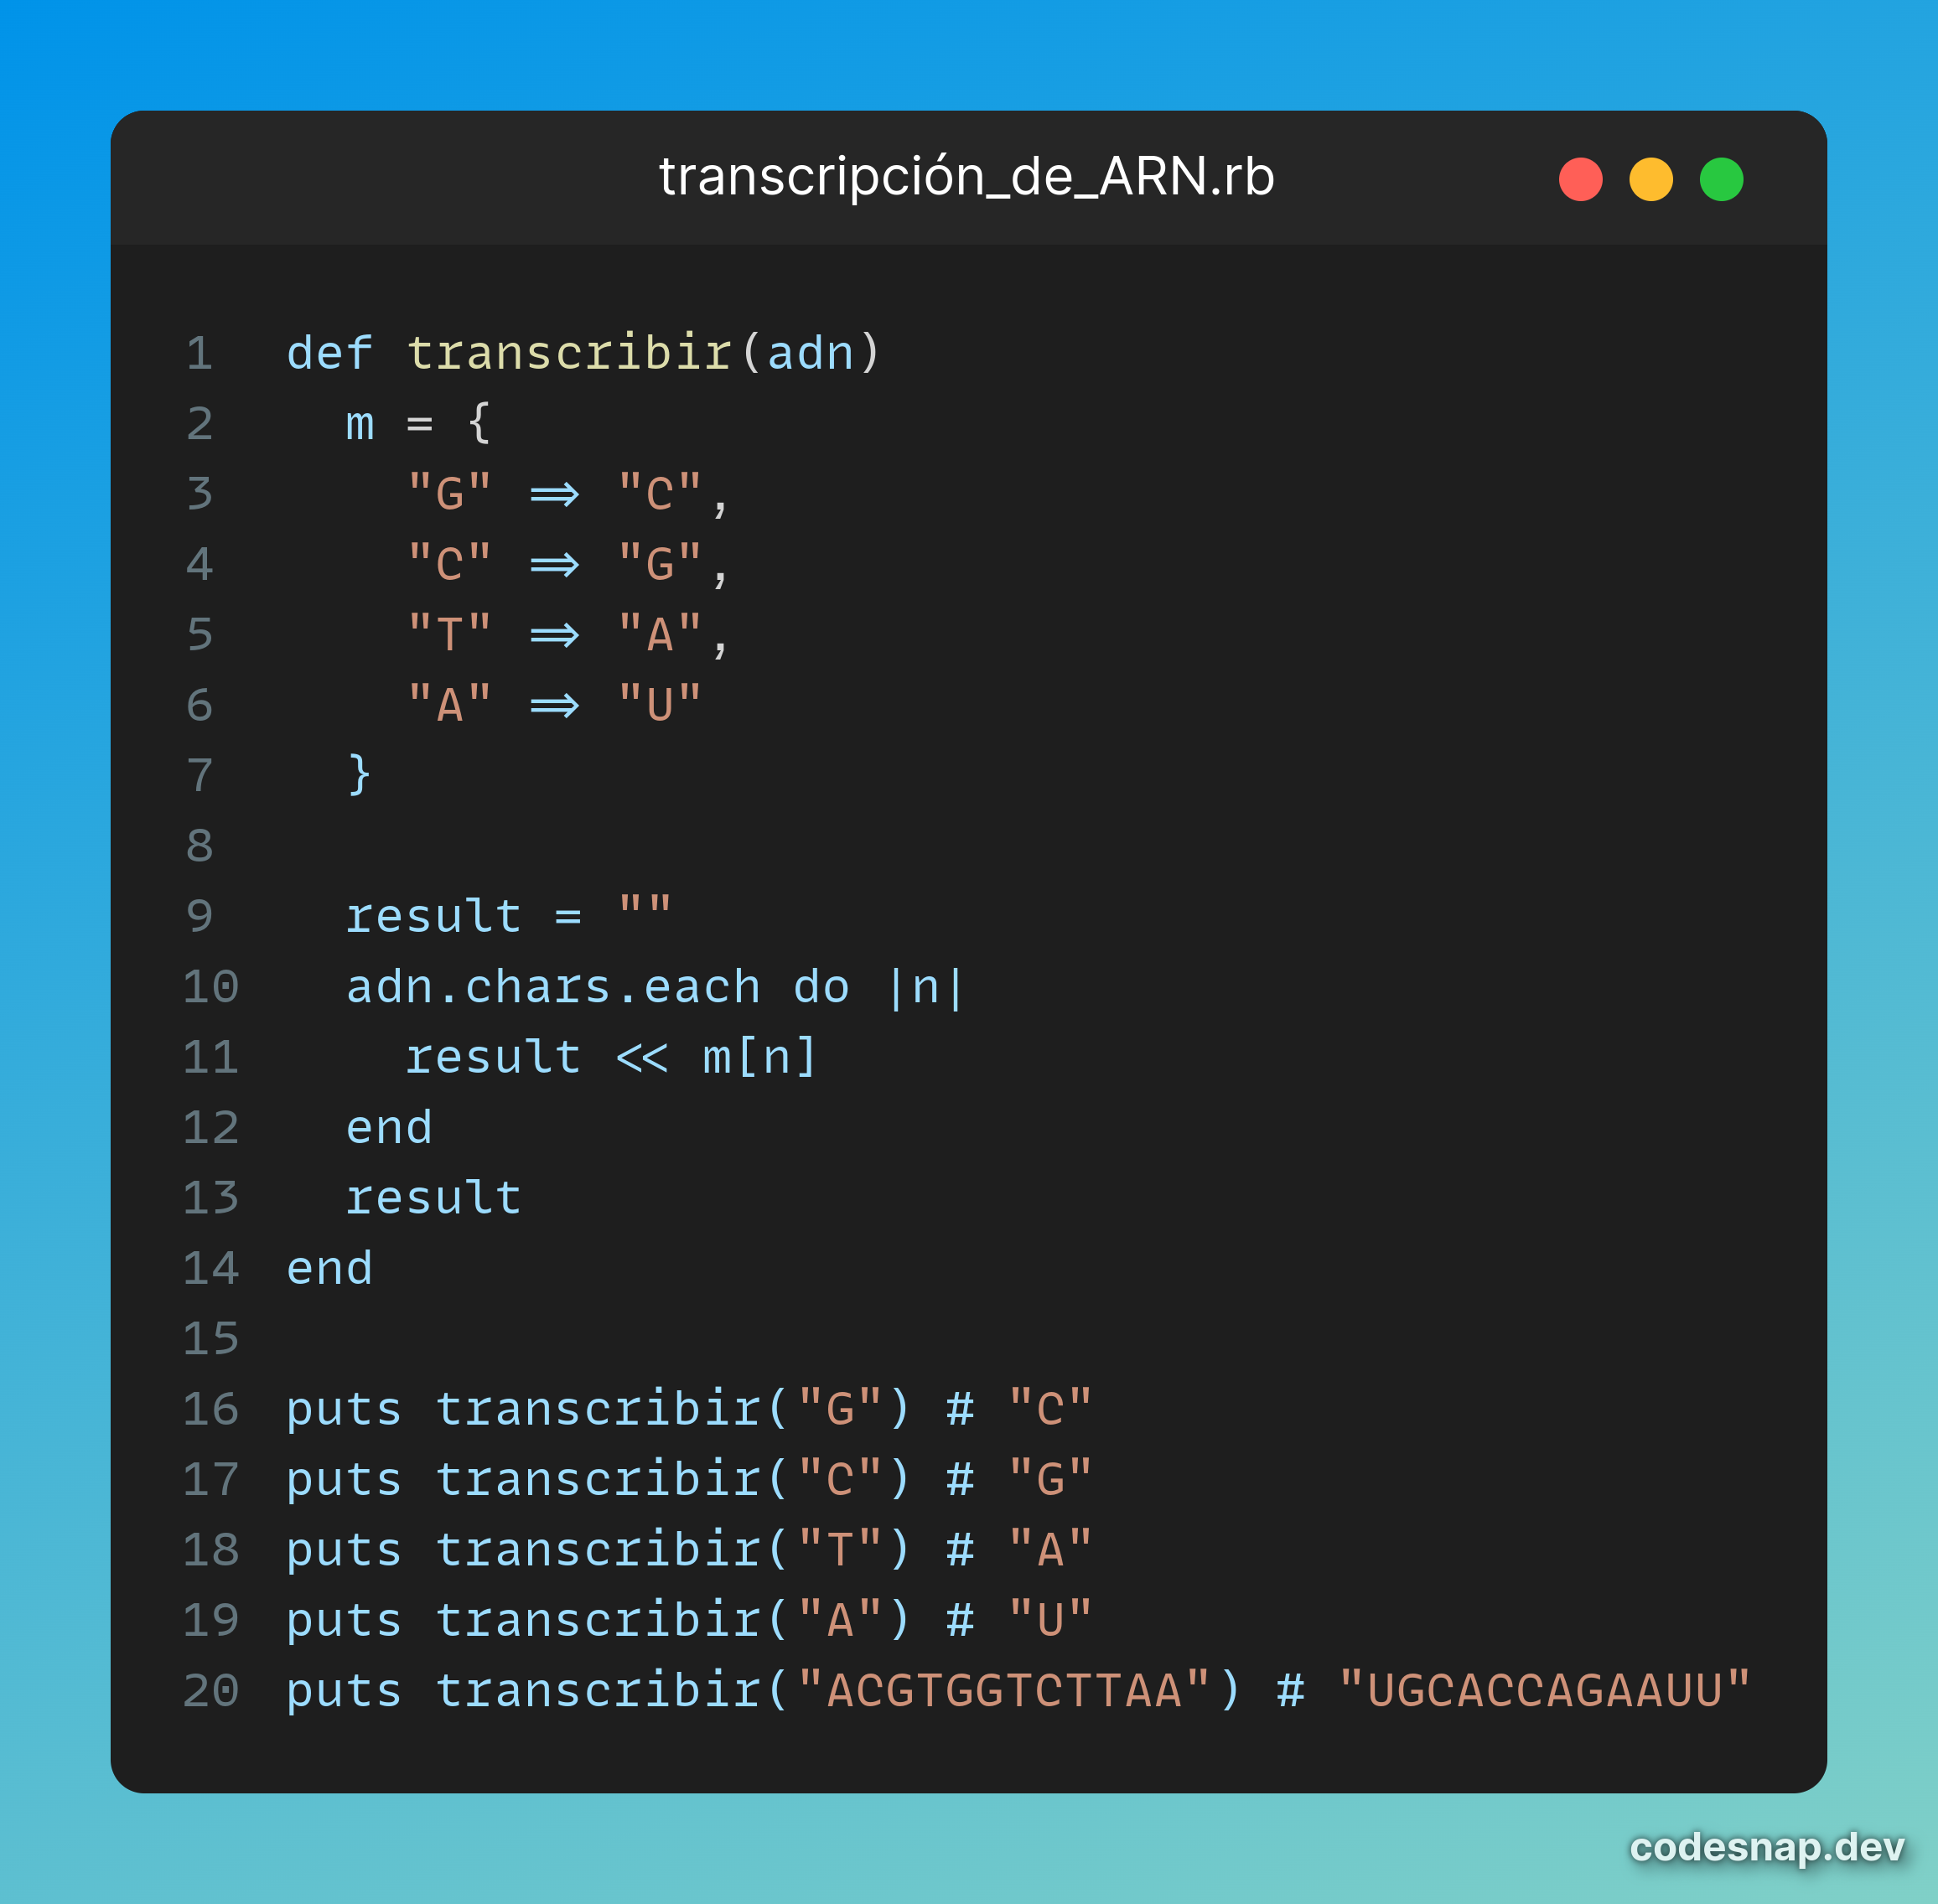 transcripción_de_ARN.rb
1 def transcribir(adn)
2   m = {
3     "G" => "C",
4     "C" => "G",
5     "T" => "A",
6     "A" => "U"
7   }
8
9   result = ""
10   adn.chars.each do |n|
11     result << m[n]
12   end
13   result
14 end
15
16 puts transcribir("G") # "C"
17 puts transcribir("C") # "G"
18 puts transcribir("T") # "A"
19 puts transcribir("A") # "U"
20 puts transcribir("ACGTGGTCTTAA") # "UGCACCAGAAUU"
codesnap.dev